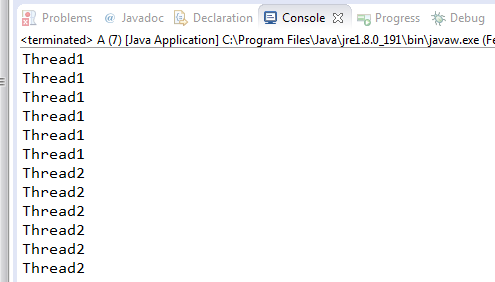 Problems @ Javadoc Declaration Console Progress Debug
<terminated> A (7) [Java Application] C:\Program Files\Java\jre1.8.0_191\bin\javaw.exe (Fe
Thread1
Thread1
Thread1
Thread1
Thread1
Thread1
Thread2
Thread2
Thread2
Thread2
Thread2
Thread2